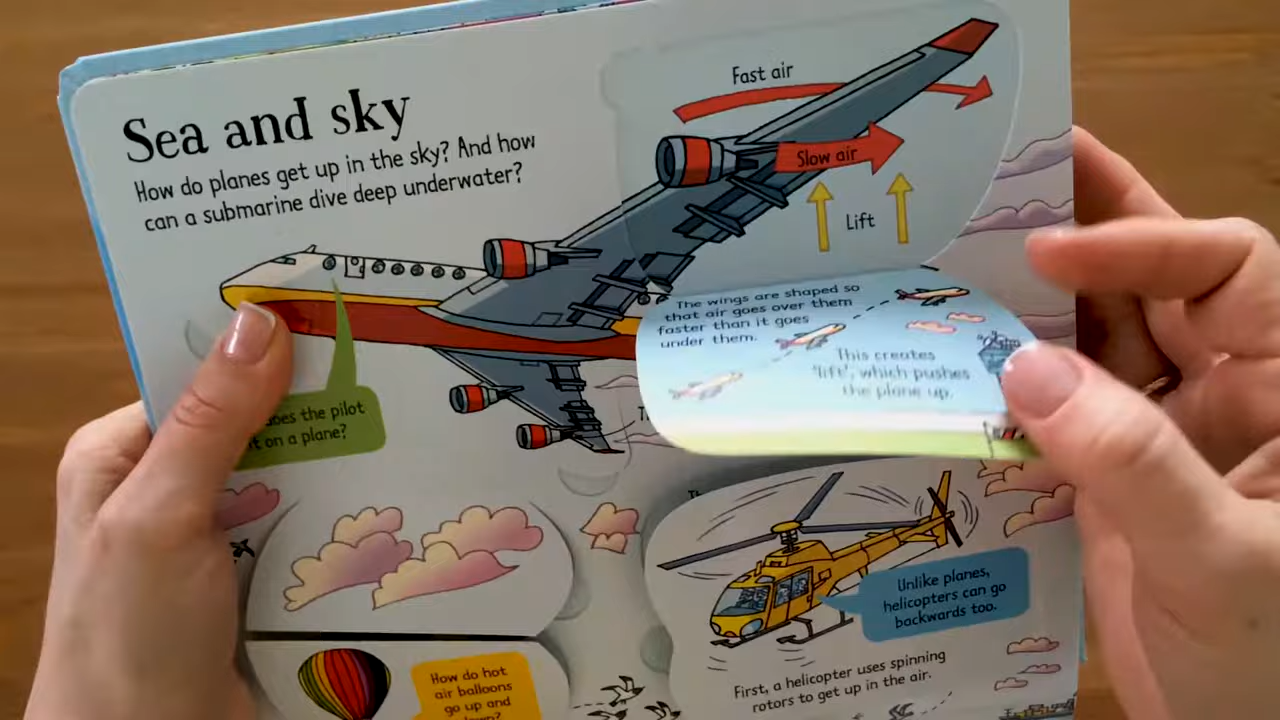 Sea and sky
How do planes get up in the sky? And how
can a submarine dive deep underwater?
Fast air
Slow air
Lift
The wings are shaped so
that air goes over them
faster than it goes
under them.
This creates
'lift', which pushes
the plane up.
the pilot
on a plane?
Unlike planes,
helicopters can go
backwards too.
First, a helicopter uses spinning
rotors to get up in the air.
How do hot
air balloons
go up and